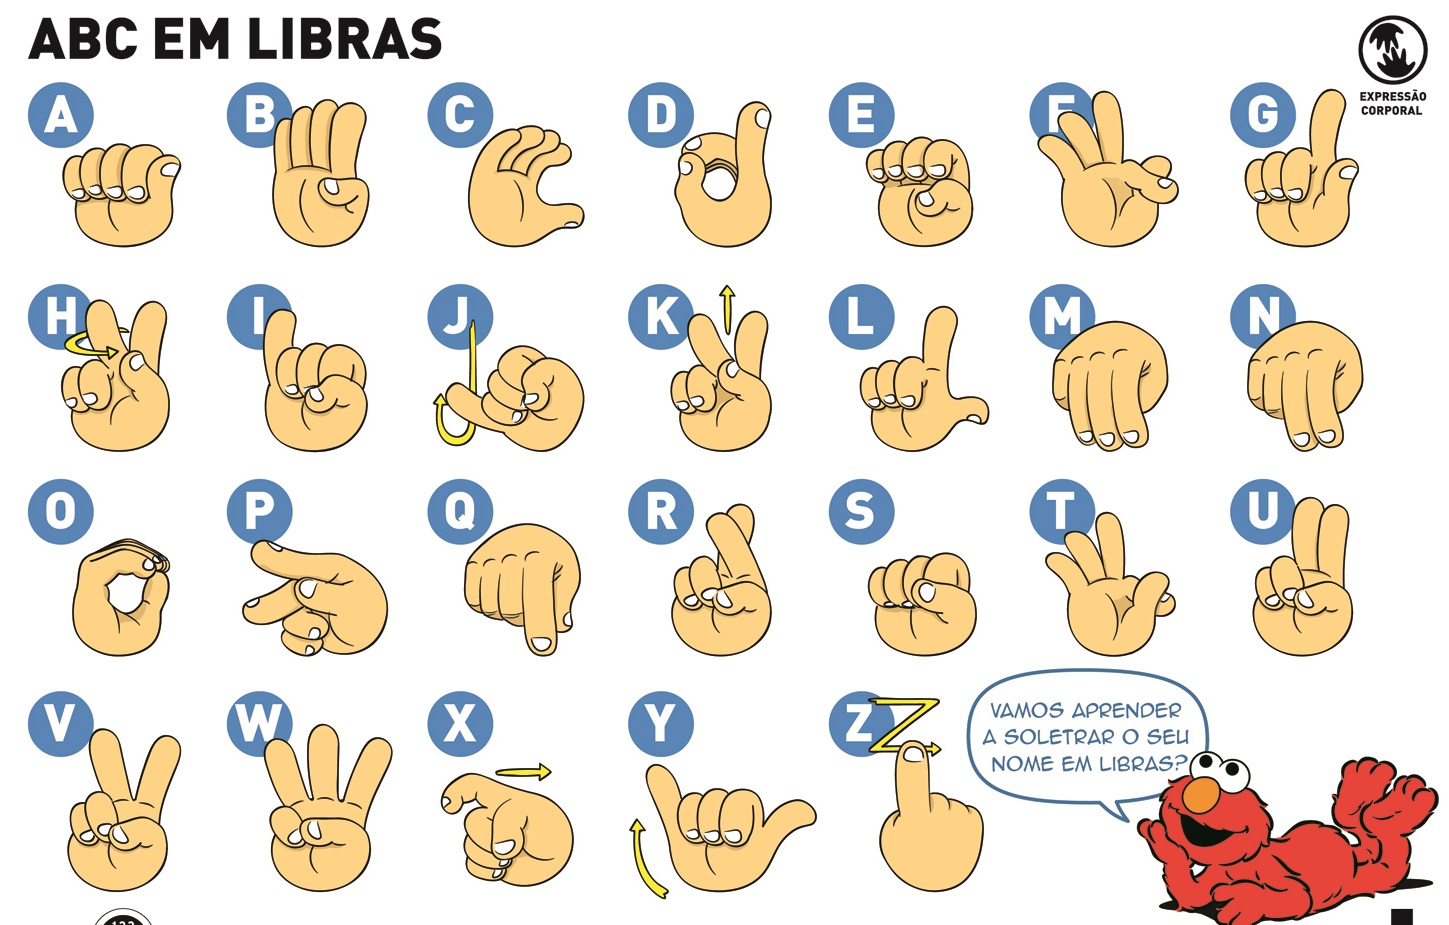 ABC EM LIBRAS
EXPRESSÃO
CORPORAL
A B C D E F G
H I J K L M N
O P Q R S T U
V W X Y Z
VAMOS APRENDER
A SOLETRAR O SEU
NOME EM LIBRAS?